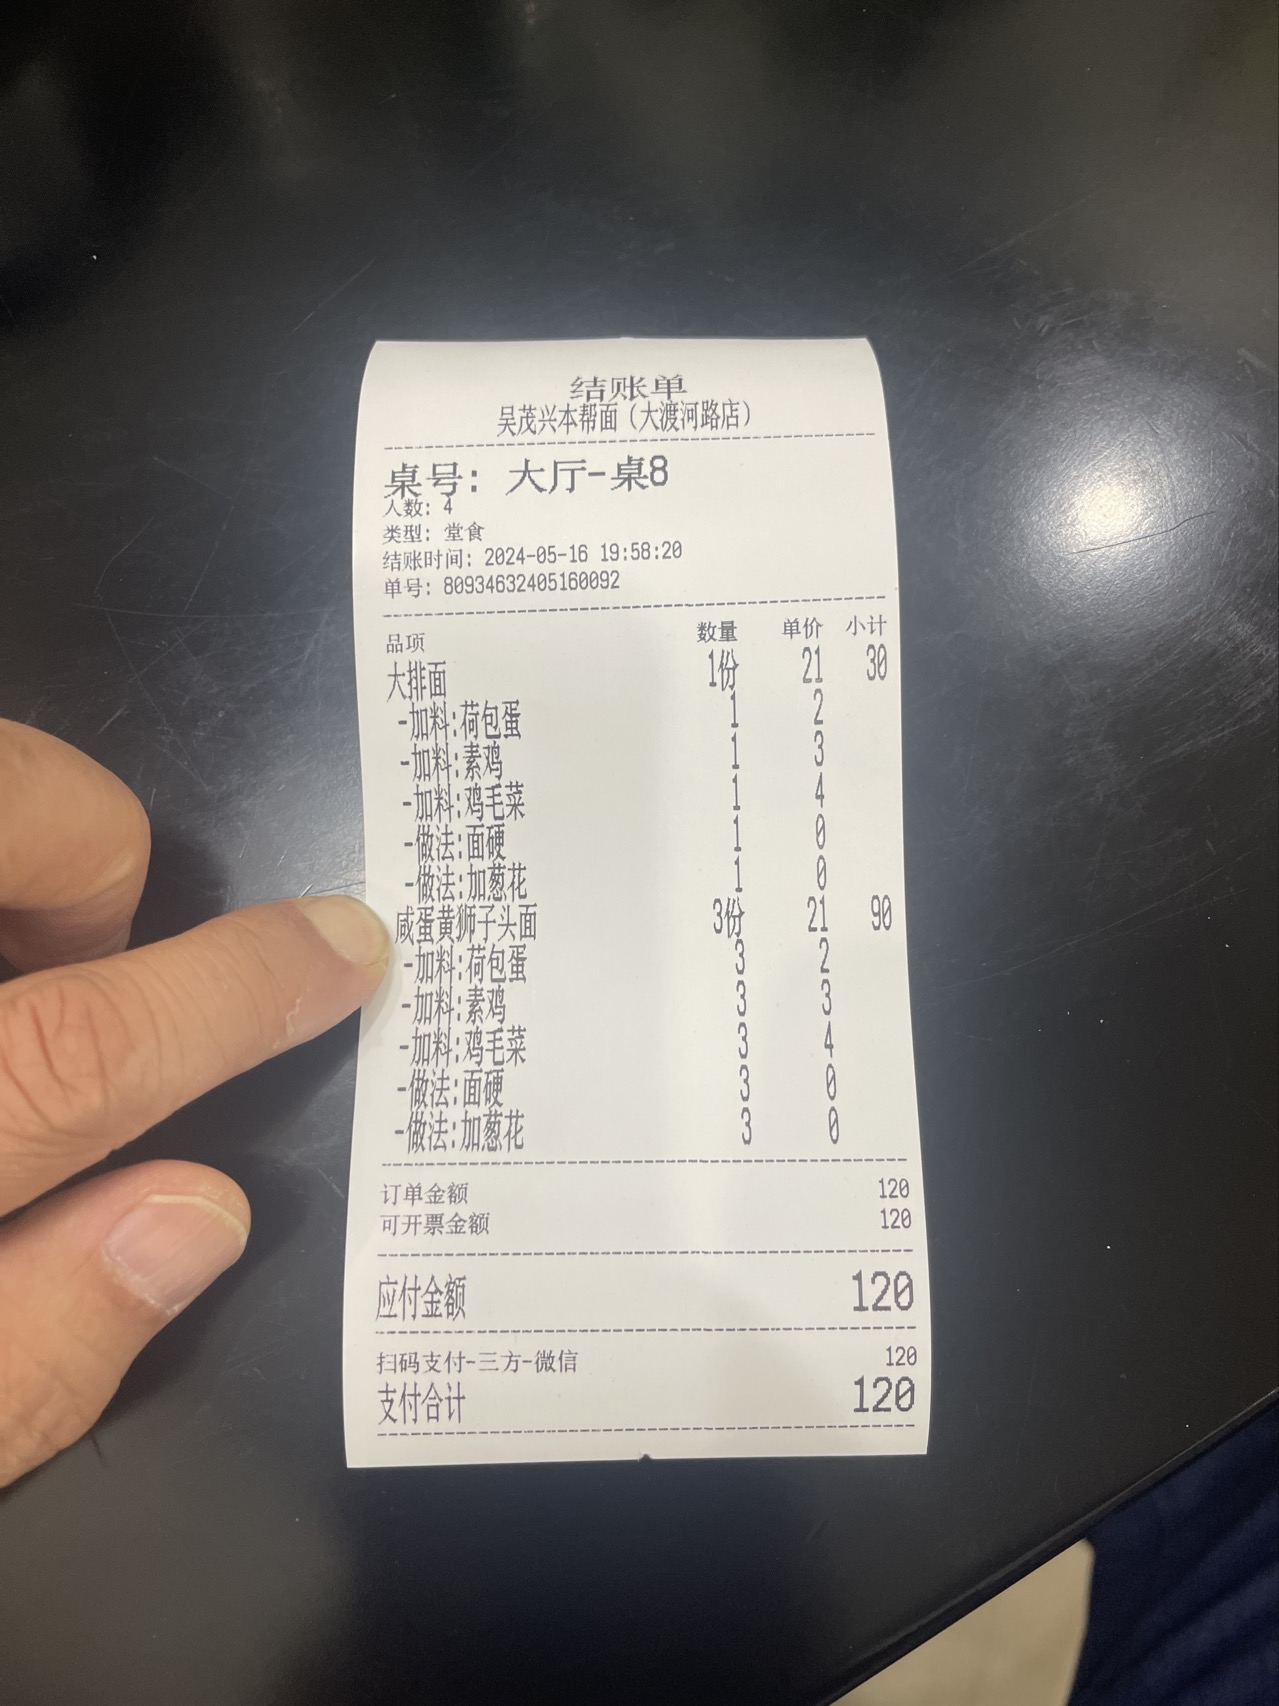 结账单
吴茂兴本帮面（大渡河路店）
桌号: 大厅-桌8
人数: 4
类型: 堂食
结账时间: 2024-05-16 19:58:20
单号: 80934632405160092
品项 数量 单价 小计
大排面 1份 21 30
-加料:荷包蛋 1 2
-加料:素鸡 1 3
-加料:鸡毛菜 1 4
-做法:面硬 1 0
-做法:加葱花 1 0
咸蛋黄狮子头面 3份 21 90
-加料:荷包蛋 3 2
-加料:素鸡 3 3
-加料:鸡毛菜 3 4
-做法:面硬 3 0
-做法:加葱花 3 0
订单金额 120
可开票金额 120
应付金额 120
扫码支付-三方-微信 120
支付合计 120